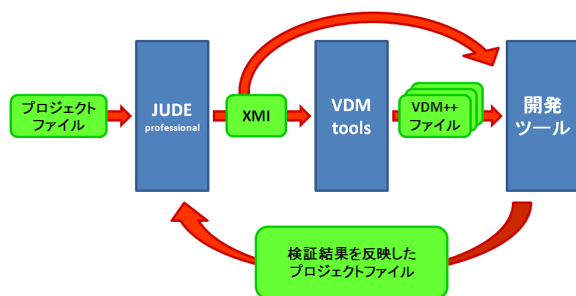 プロジェクト
ファイル
JUDE
professional
XMI
VDM
tools
VDM++
ファイル
開発
ツール
検証結果を反映した
プロジェクトファイル